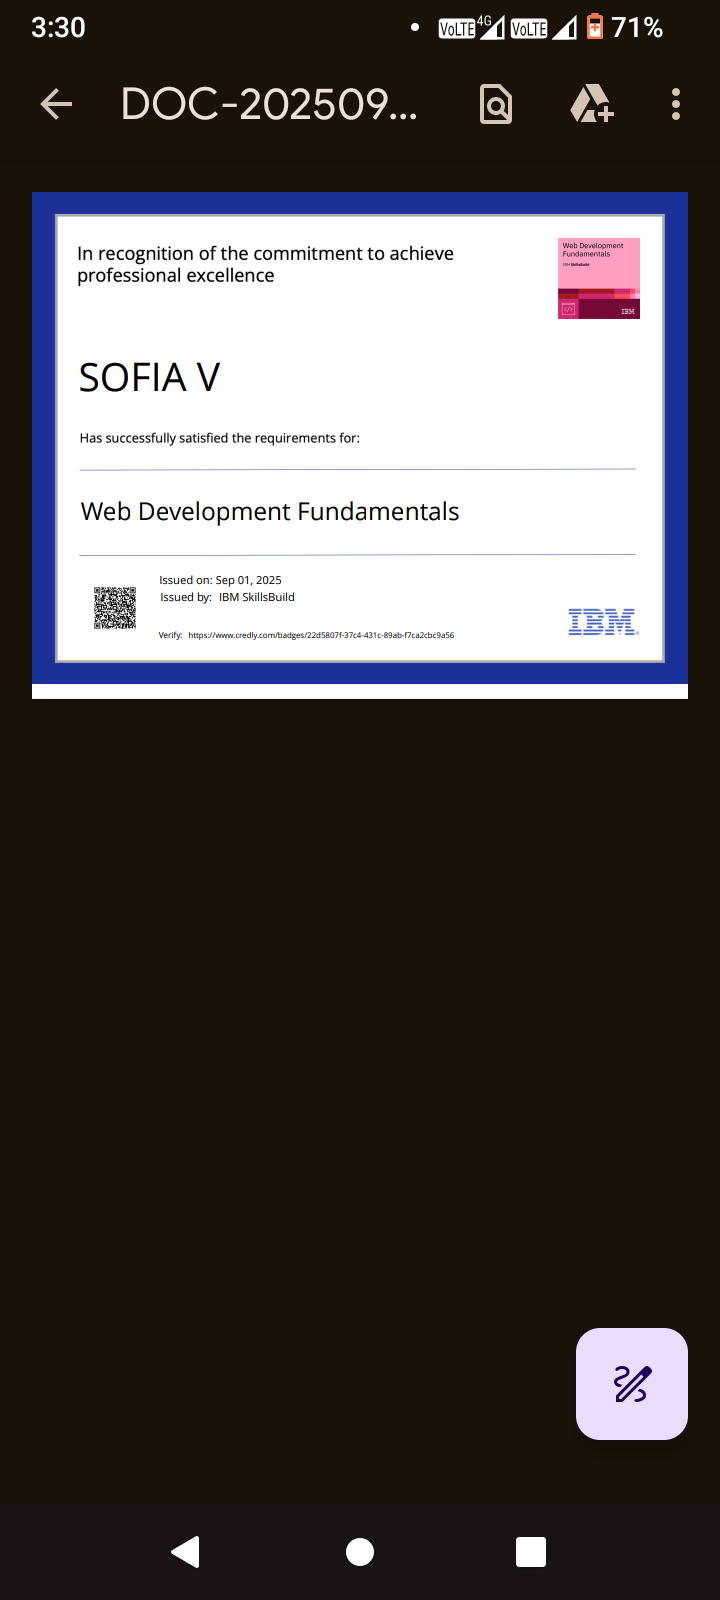 3:30
VoLTE 4G VoLTE 71%
DOC-202509...
In recognition of the commitment to achieve
professional excellence
Web Development
Fundamentals
IBM SkillsBuild
IBM
SOFIA V
Has successfully satisfied the requirements for:
Web Development Fundamentals
Issued on: Sep 01, 2025
Issued by: IBM SkillsBuild
Verify: https://www.credly.com/badges/22d5807f-37c4-431c-89ab-f7ca2cbc9a56
IBM